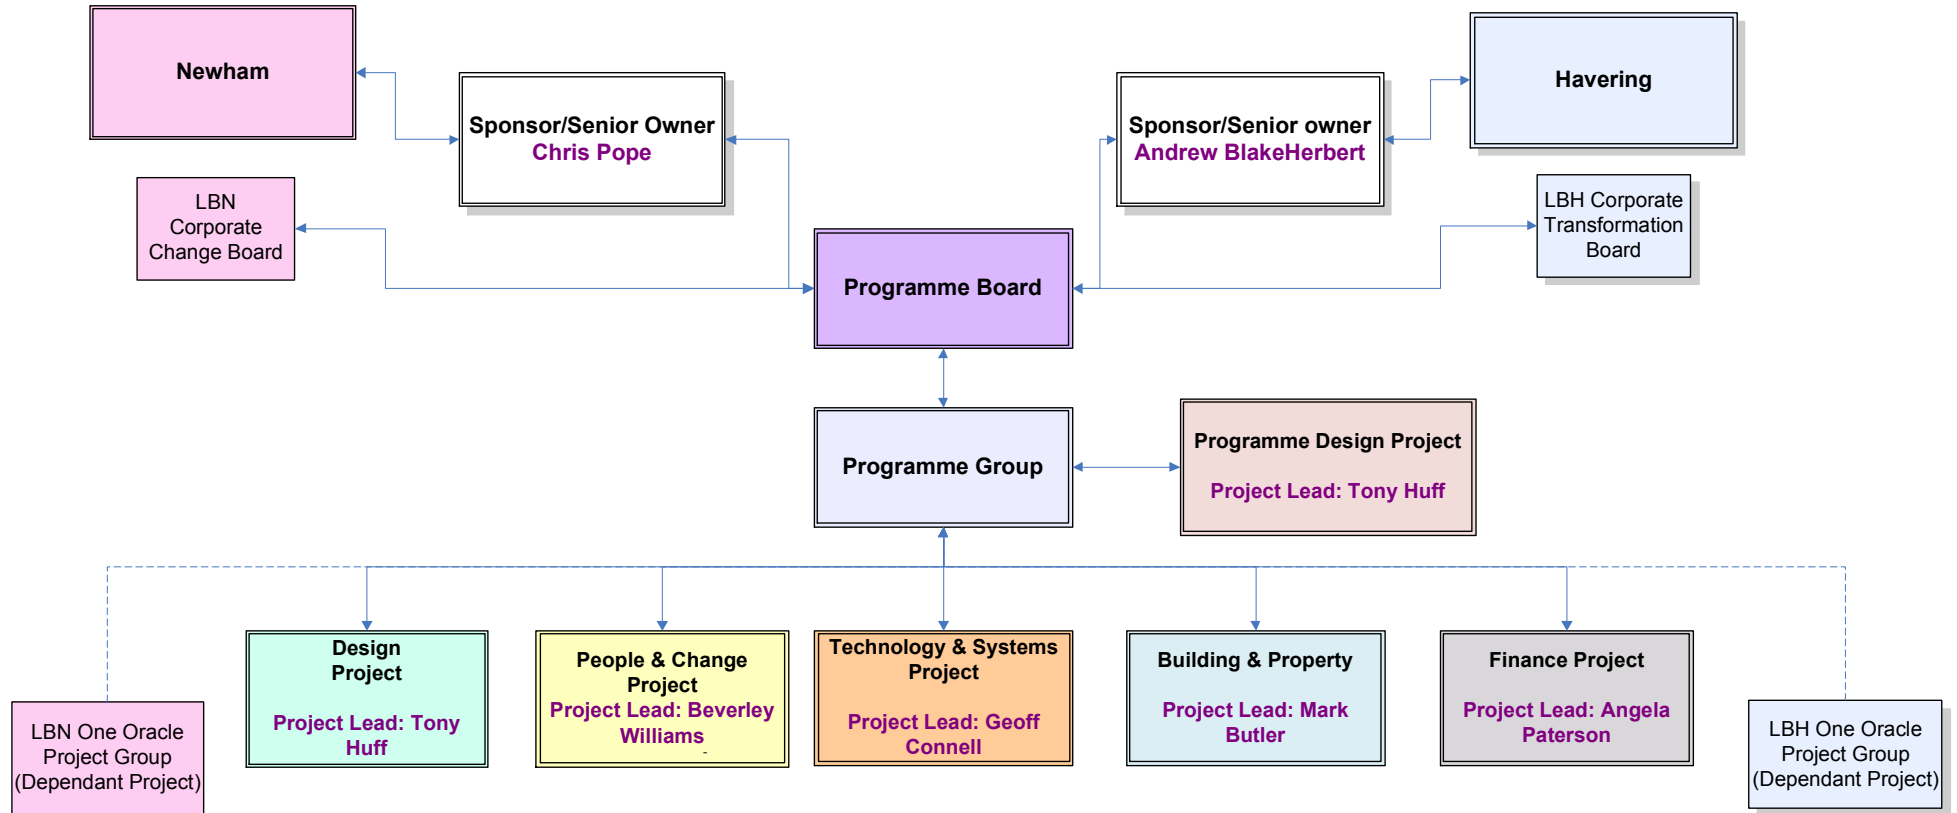 Newham
Sponsor/Senior Owner
Chris Pope
Sponsor/Senior owner
Andrew BlakeHerbert
Havering
LBN
Corporate
Change Board
LBH Corporate
Transformation
Board
Programme Board
Programme Group
Programme Design Project
Project Lead: Tony Huff
Design
Project
Project Lead: Tony
Huff
People & Change
Project
Project Lead: Beverley
Williams
-
Technology & Systems
Project
Project Lead: Geoff
Connell
Building & Property
Project Lead: Mark
Butler
Finance Project
Project Lead: Angela
Paterson
LBN One Oracle
Project Group
(Dependant Project)
LBH One Oracle
Project Group
(Dependant Project)